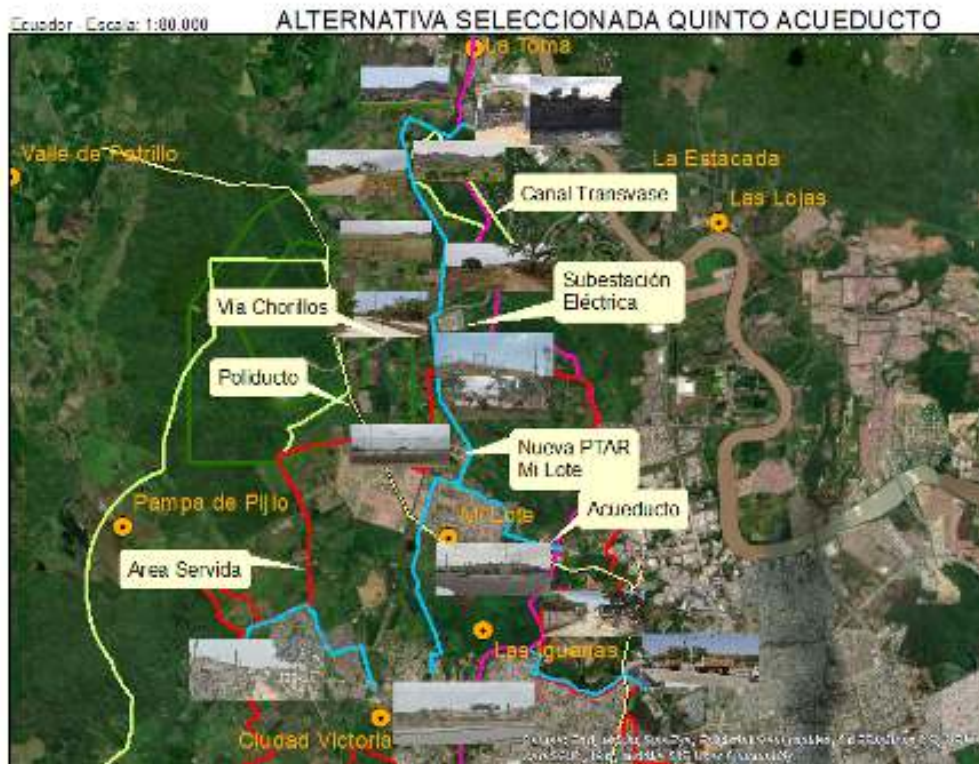 Ecuador - Escala: 1:80.000
ALTERNATIVA SELECCIONADA QUINTO ACUEDUCTO
La Toma
Valle de Petrillo
La Estacada
Canal Transvase
Las Lojas
Subestación
Eléctrica
Via Chorillos
Poliducto
Nueva PTAR
Mi Lote
Pampa de Pijlo
Mi Lote
Acueducto
Area Servida
Las Iguanas
Ciudad Victoria